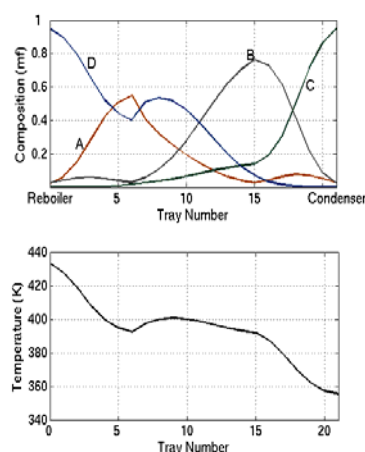 1
D
B
0.8
C
0.6
A
0.4
0.2
Composition (mf)
Reboiler 5 10 15 Condenser
Tray Number
440
420
400
380
360
340
Temperature (K)
0 5 10 15 20
Tray Number